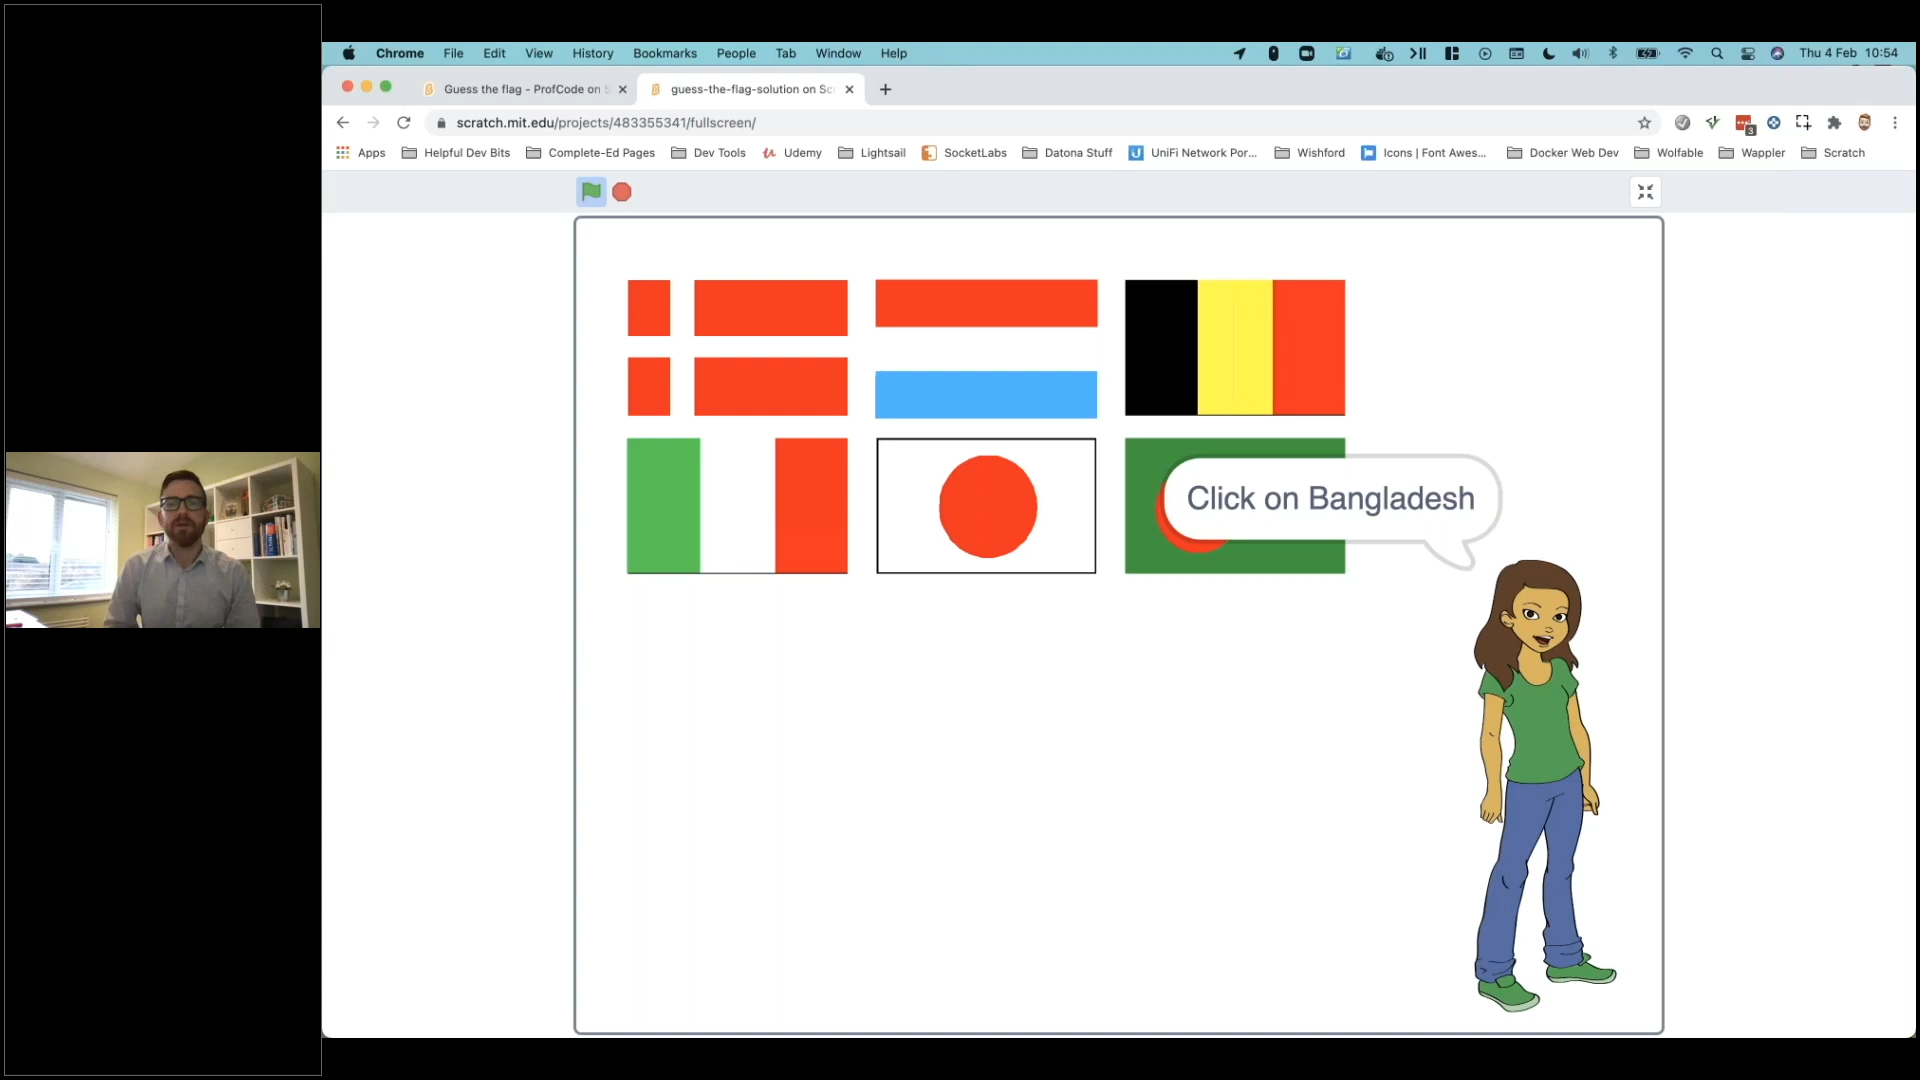 Chrome File Edit View History Bookmarks People Tab Window Help Thu 4 Feb 10:54
Guess the flag - ProfCode on S guess-the-flag-solution on Scr
scratch.mit.edu/projects/483355341/fullscreen/ 3
Apps Helpful Dev Bits Complete-Ed Pages Dev Tools Udemy Lightsail SocketLabs Datona Stuff UniFi Network Por... Wishford Icons | Font Awes... Docker Web Dev Wolfable Wappler Scratch
Click on Bangladesh